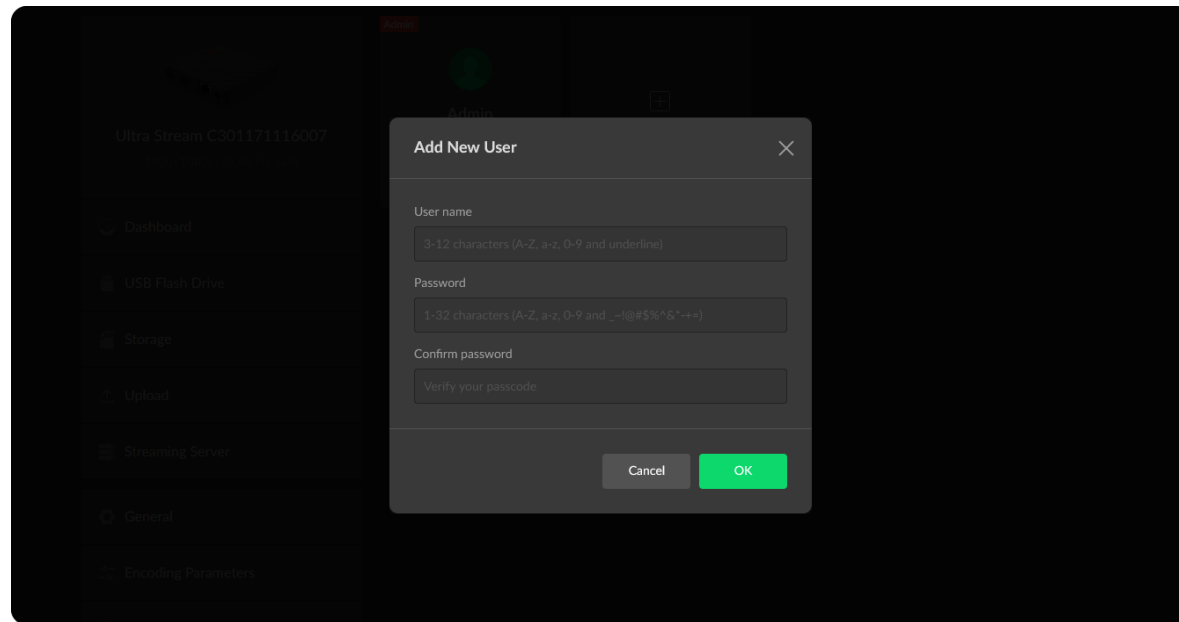 Admin
Admin
Ultra Stream C301171116007
Dashboard
USB Flash Drive
Storage
Upload
Streaming Server
General
Encoding Parameters
Add New User
User name
3-12 characters (A-Z, a-z, 0-9 and underline)
Password
1-32 characters (A-Z, a-z, 0-9 and _~!@#$%^&*-+=)
Confirm password
Verify your passcode
Cancel
OK